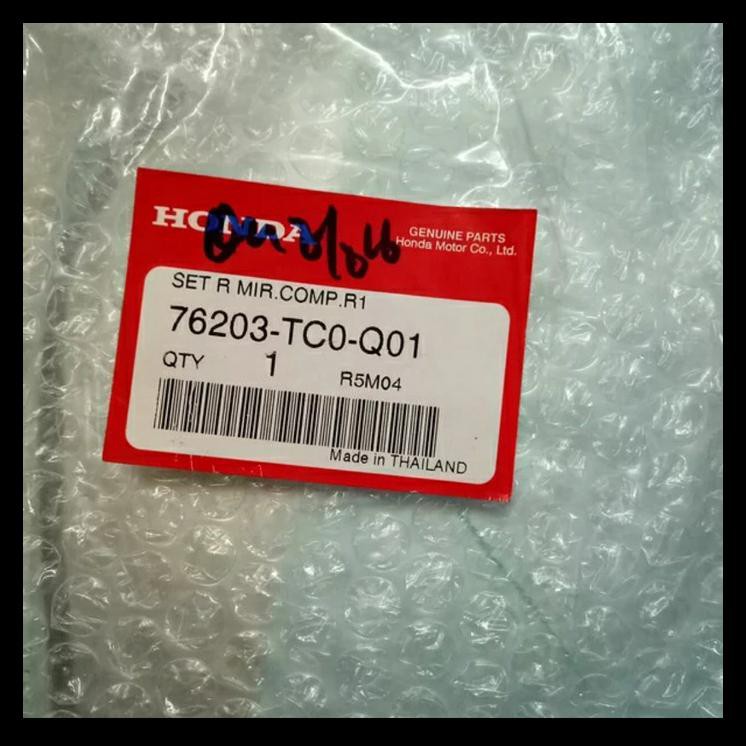 HONDA
GENUINE PARTS
Honda Motor Co., Ltd.
SET R MIR.COMP.R1
76203-TC0-Q01
QTY 1 R5M04
Made in THAILAND